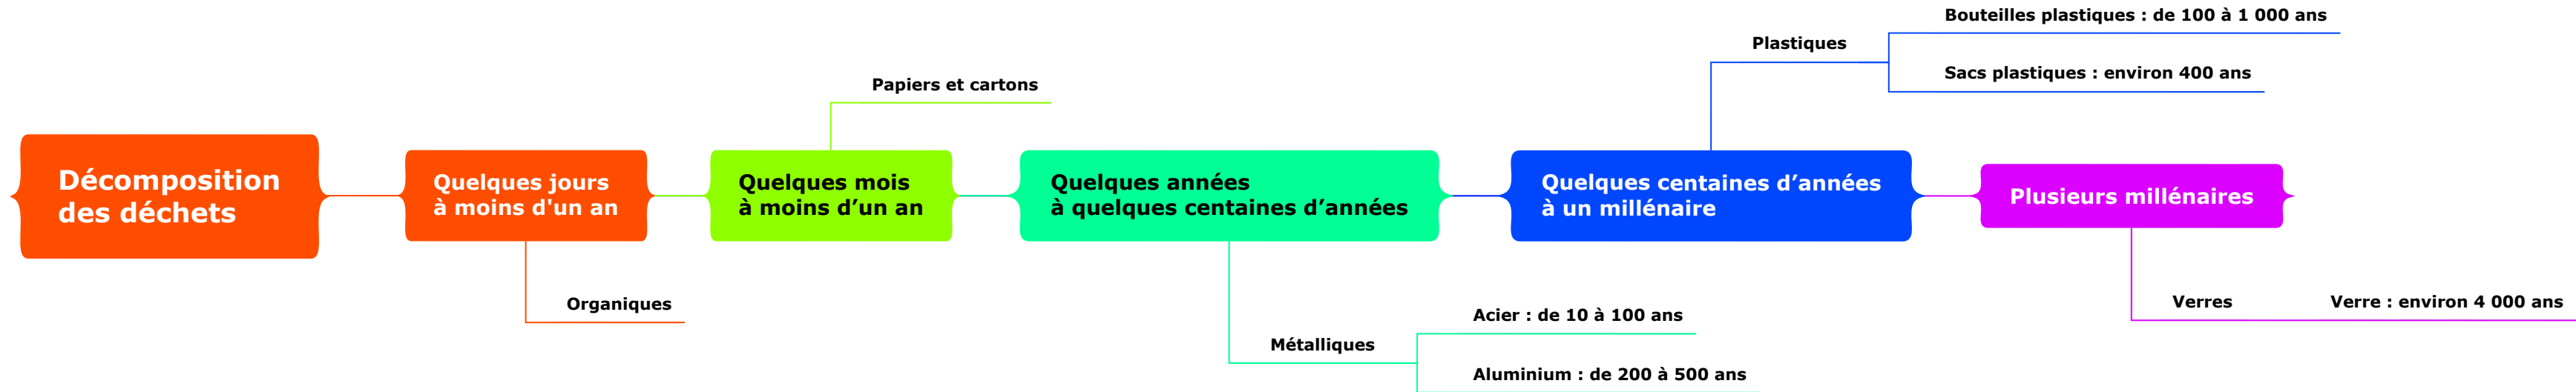 Décomposition
des déchets
Quelques jours
à moins d'un an
Organiques
Papiers et cartons
Quelques mois
à moins d’un an
Quelques années
à quelques centaines d’années
Métalliques
Acier : de 10 à 100 ans
Aluminium : de 200 à 500 ans
Plastiques
Bouteilles plastiques : de 100 à 1 000 ans
Sacs plastiques : environ 400 ans
Quelques centaines d’années
à un millénaire
Plusieurs millénaires
Verres
Verre : environ 4 000 ans